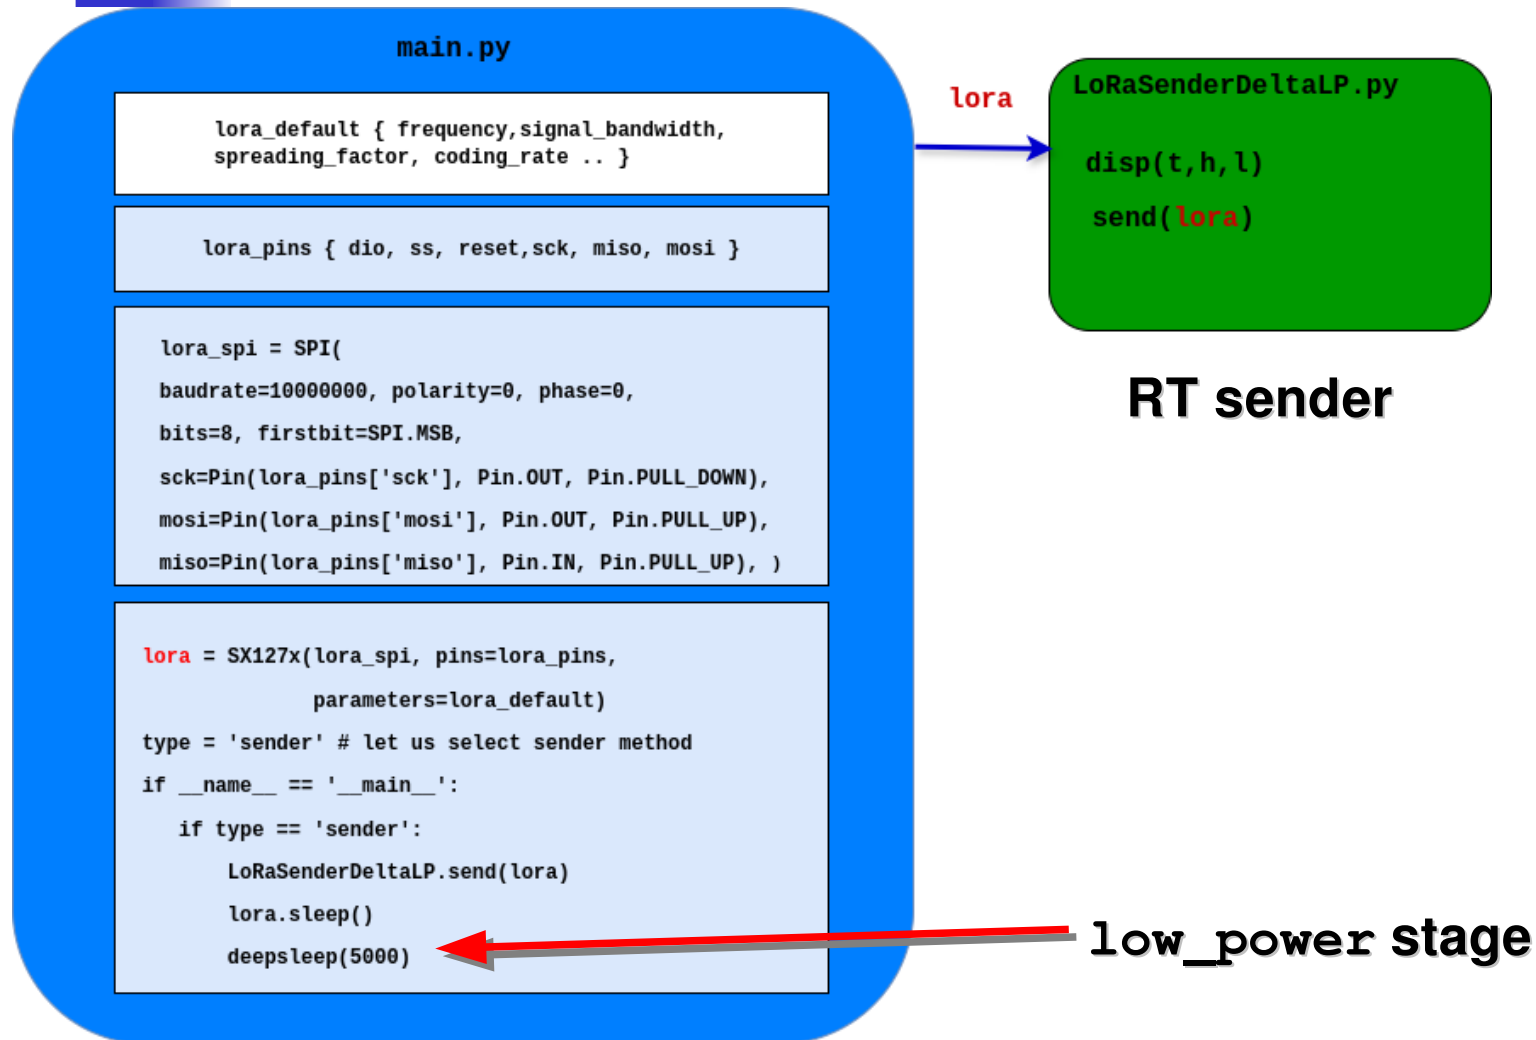 main.py
lora_default { frequency,signal_bandwidth,
spreading_factor, coding_rate .. }
lora_pins { dio, ss, reset,sck, miso, mosi }
lora_spi = SPI(
baudrate=10000000, polarity=0, phase=0,
bits=8, firstbit=SPI.MSB,
sck=Pin(lora_pins['sck'], Pin.OUT, Pin.PULL_DOWN),
mosi=Pin(lora_pins['mosi'], Pin.OUT, Pin.PULL_UP),
miso=Pin(lora_pins['miso'], Pin.IN, Pin.PULL_UP), )
lora = SX127x(lora_spi, pins=lora_pins,
parameters=lora_default)
type = 'sender' # let us select sender method
if __name__ == '__main__':
if type == 'sender':
LoRaSenderDeltaLP.send(lora)
lora.sleep()
deepsleep(5000)
lora
LoRaSenderDeltaLP.py
disp(t,h,l)
send(lora)
RT sender
low_power stage